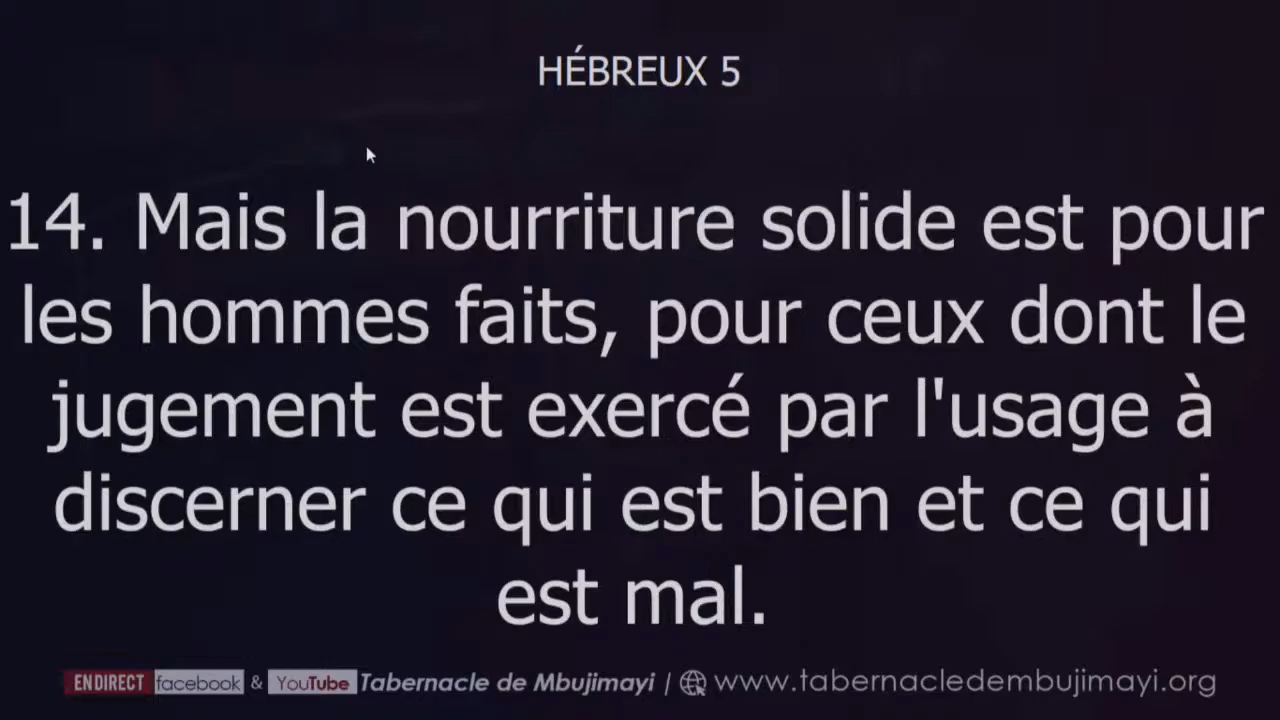 HÉBREUX 5
14. Mais la nourriture solide est pour
les hommes faits, pour ceux dont le
jugement est exercé par l'usage à
discerner ce qui est bien et ce qui
est mal.
EN DIRECT facebook & YouTube Tabernacle de Mbujimayi | www.tabernacledembujimayi.org